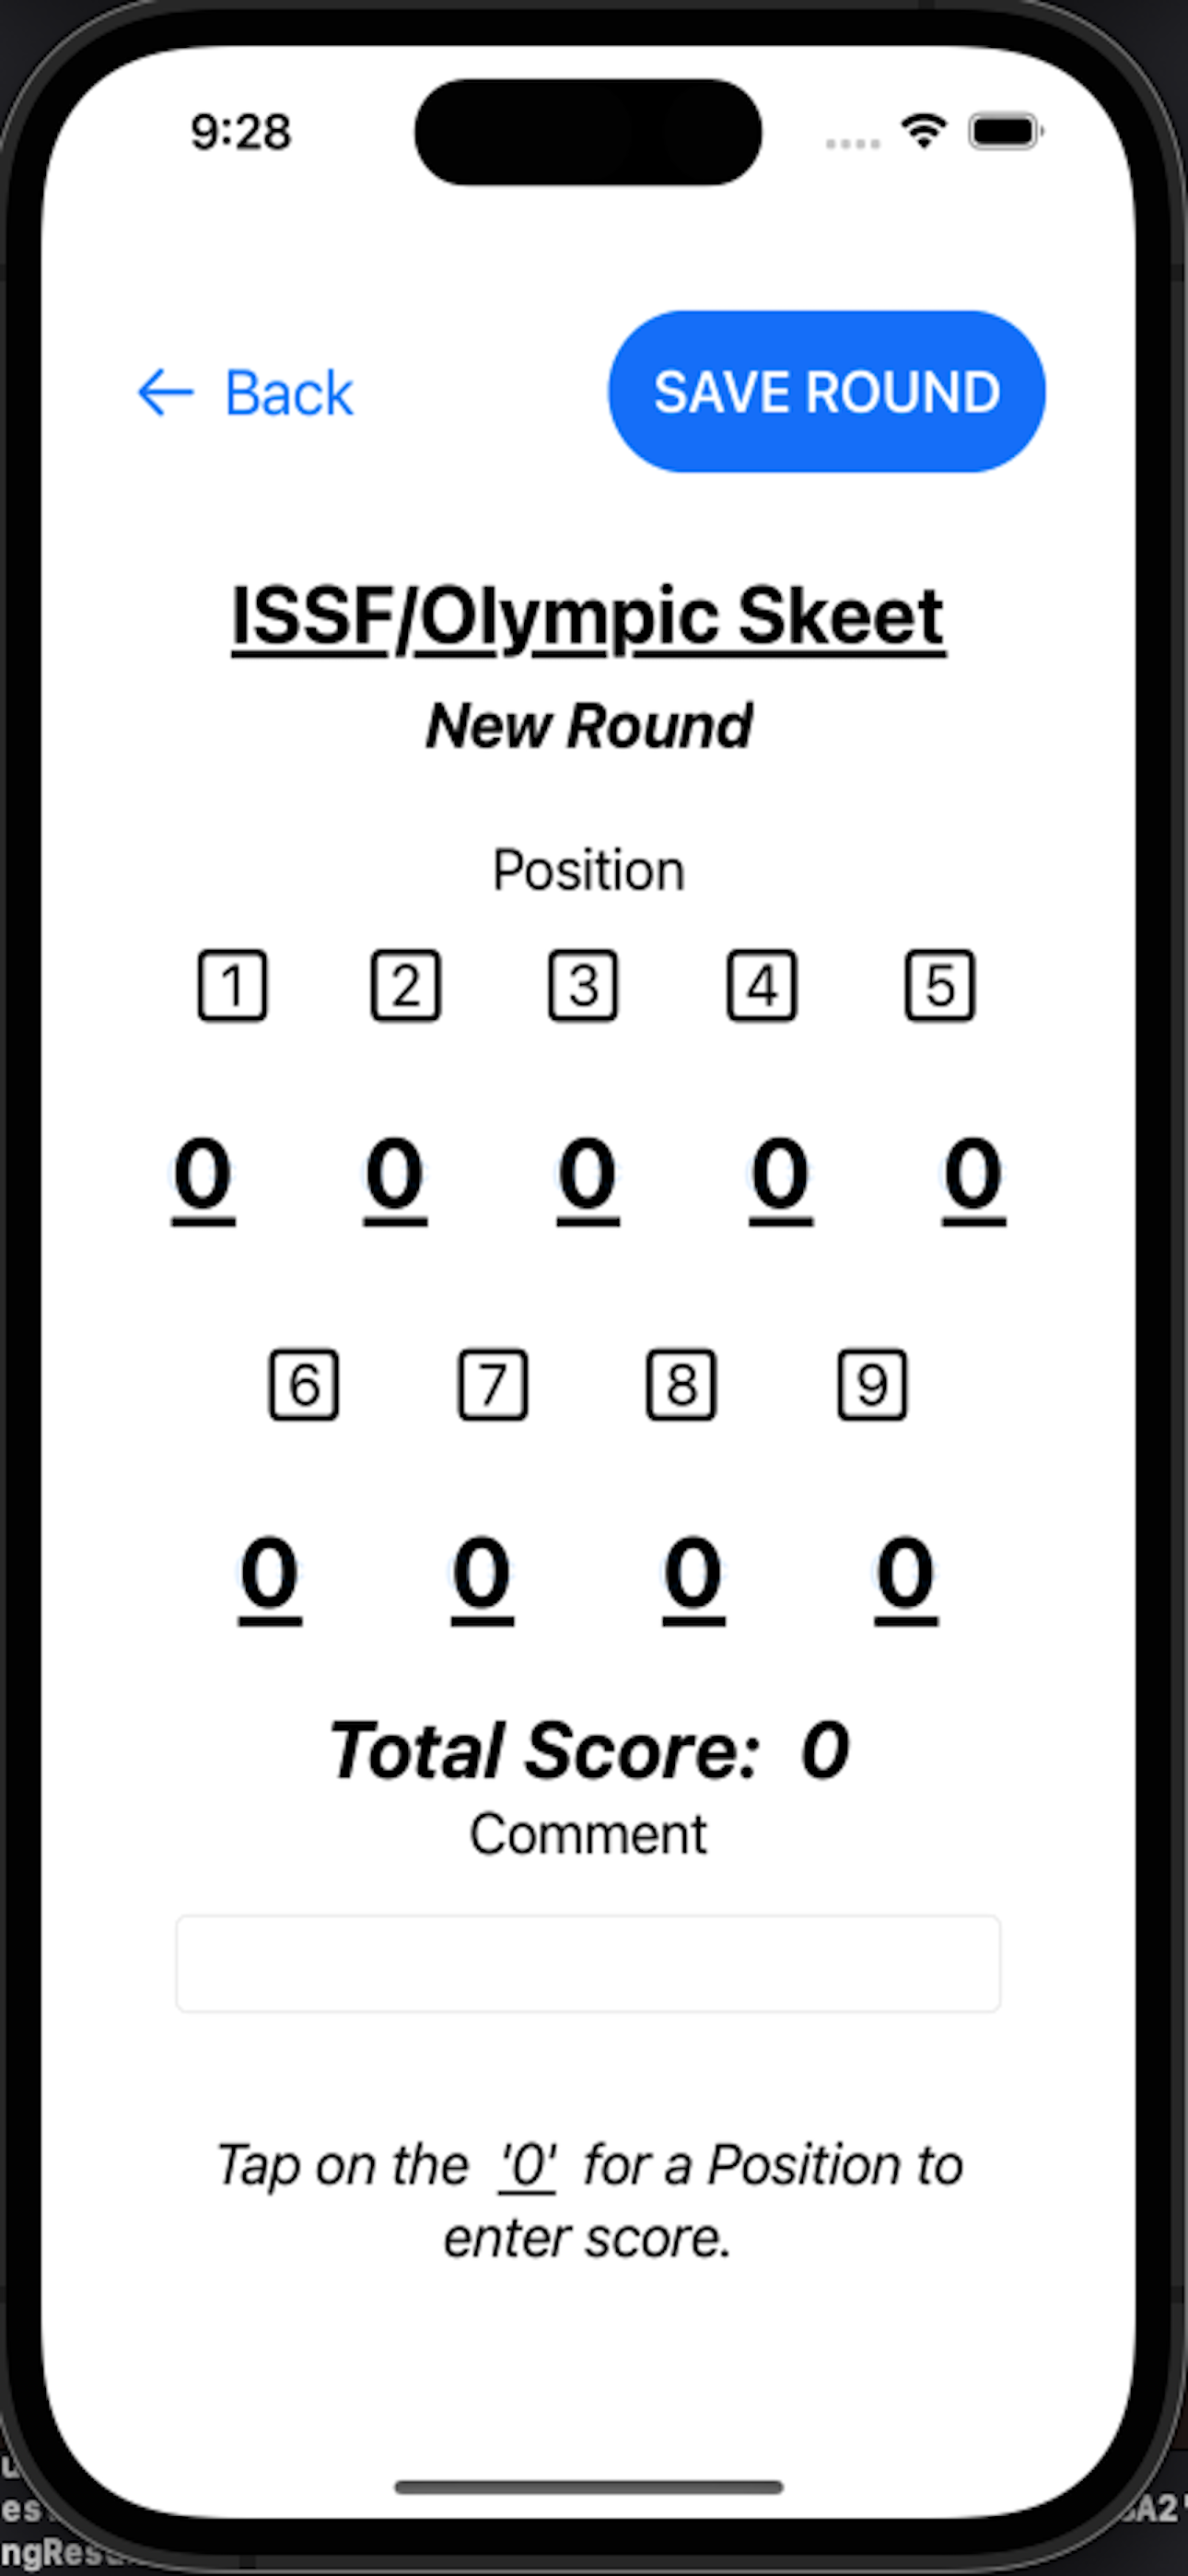 9:28
← Back
SAVE ROUND
ISSF/Olympic Skeet
New Round
Position
1 2 3 4 5
0 0 0 0 0
6 7 8 9
0 0 0 0
Total Score: 0
Comment
Tap on the '0' for a Position to
enter score.